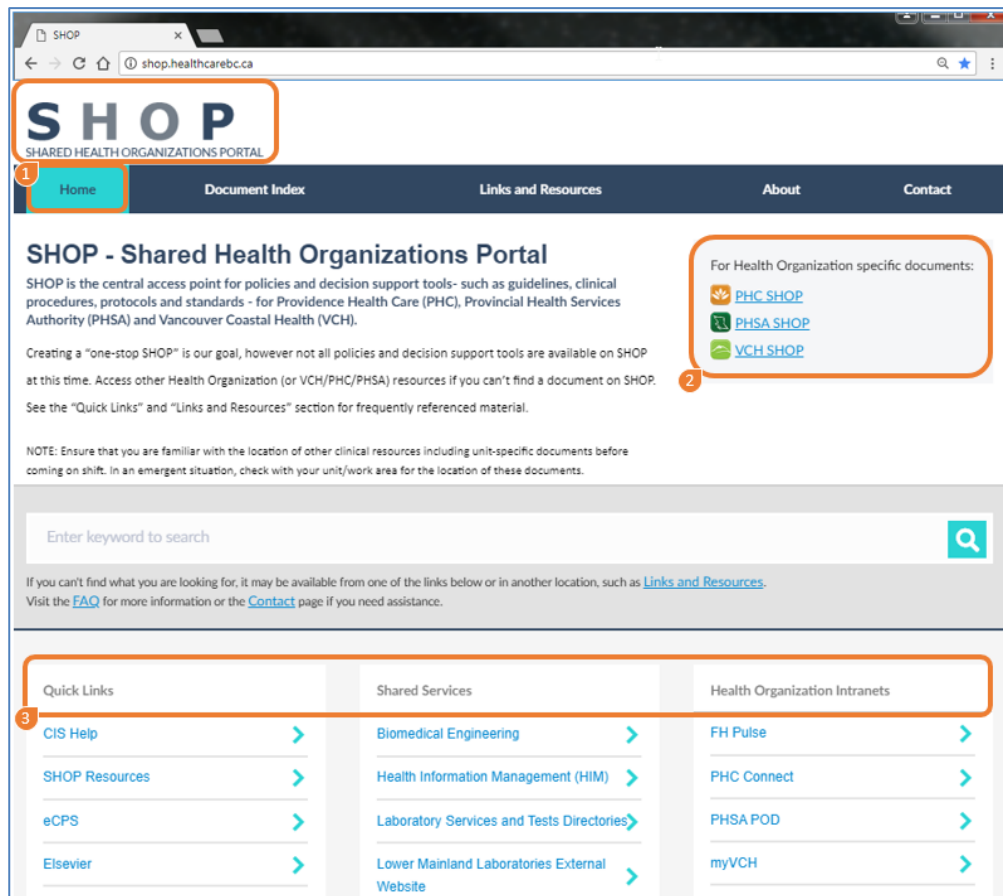 SHOP
shop.healthcarebc.ca
SHOP
SHARED HEALTH ORGANIZATIONS PORTAL
1
Home
Document Index
Links and Resources
About
Contact
SHOP - Shared Health Organizations Portal
SHOP is the central access point for policies and decision support tools- such as guidelines, clinical
procedures, protocols and standards - for Providence Health Care (PHC), Provincial Health Services
Authority (PHSA) and Vancouver Coastal Health (VCH).
Creating a “one-stop SHOP” is our goal, however not all policies and decision support tools are available on SHOP
at this time. Access other Health Organization (or VCH/PHC/PHSA) resources if you can’t find a document on SHOP.
See the “Quick Links” and “Links and Resources” section for frequently referenced material.
NOTE: Ensure that you are familiar with the location of other clinical resources including unit-specific documents before
coming on shift. In an emergent situation, check with your unit/work area for the location of these documents.
For Health Organization specific documents:
PHC SHOP
PHSA SHOP
VCH SHOP
2
Enter keyword to search
If you can't find what you are looking for, it may be available from one of the links below or in another location, such as Links and Resources.
Visit the FAQ for more information or the Contact page if you need assistance.
3
Quick Links
CIS Help
SHOP Resources
eCPS
Elsevier
Shared Services
Biomedical Engineering
Health Information Management (HIM)
Laboratory Services and Tests Directories
Lower Mainland Laboratories External
Website
Health Organization Intranets
FH Pulse
PHC Connect
PHSA POD
myVCH